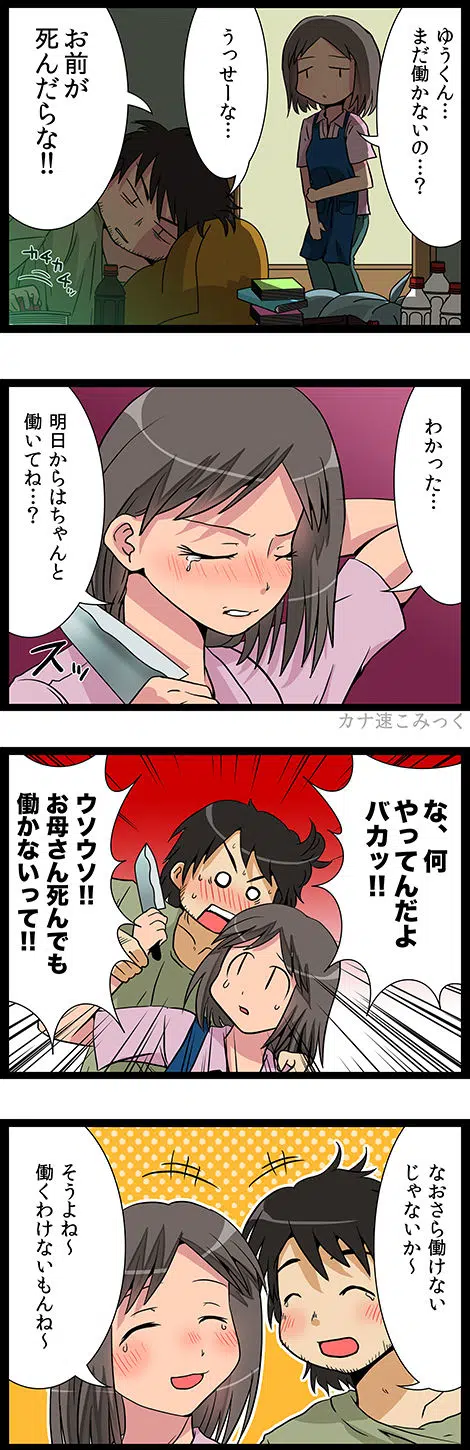 ゆうくん…
まだ働かないの…?
うっせーな…
お前が
死んだらな!!
カチカチッ
わかった…
明日からはちゃんと
働いてね…?
スッ
カナ速こみっく
な、何
やってんだよ
バカッ!!
ウソウソ!!
お母さん死んでも
働かないって!!
なおさら働けない
じゃないか〜
そうよね〜
働くわけないもんね〜